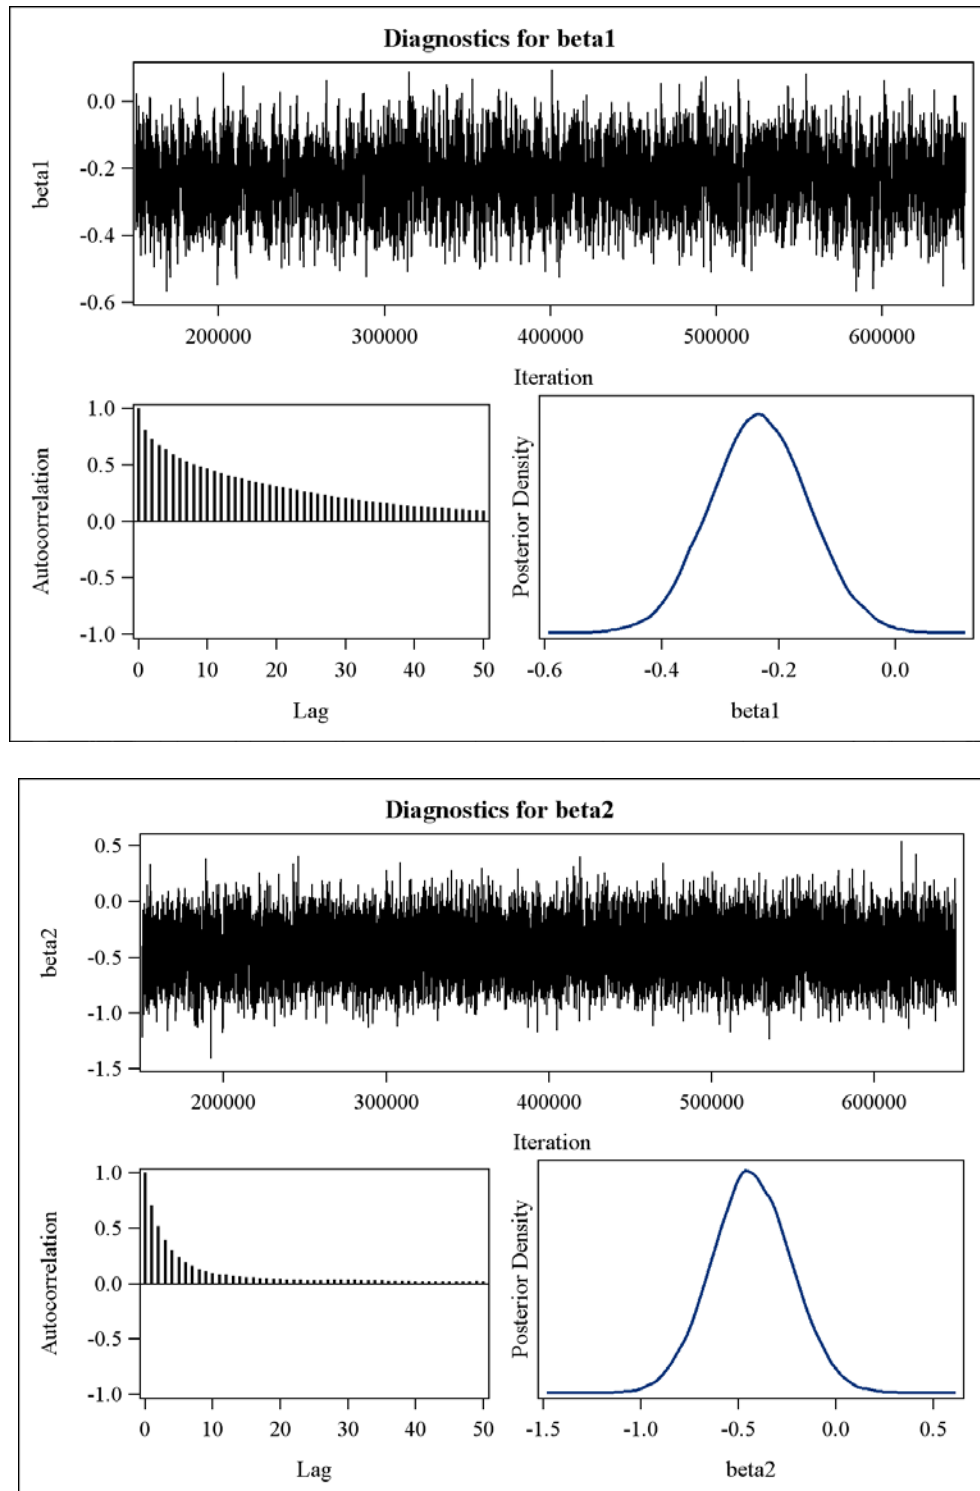 Diagnostics for beta1
beta1
0.0
-0.2
-0.4
-0.6
200000 300000 400000 500000 600000
Iteration
Autocorrelation
1.0
0.5
0.0
-0.5
-1.0
0 10 20 30 40 50
Lag
Posterior Density
-0.6 -0.4 -0.2 0.0
beta1
Diagnostics for beta2
beta2
0.5
0.0
-0.5
-1.0
-1.5
200000 300000 400000 500000 600000
Iteration
Autocorrelation
1.0
0.5
0.0
-0.5
-1.0
0 10 20 30 40 50
Lag
Posterior Density
-1.5 -1.0 -0.5 0.0 0.5
beta2